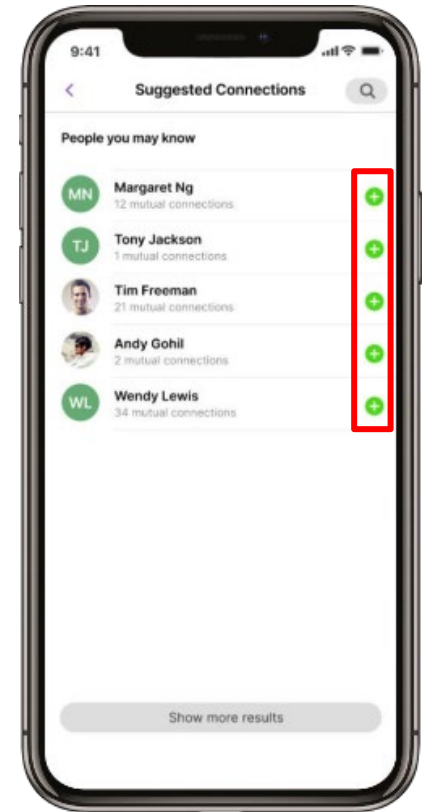 9:41
Suggested Connections
People you may know
MN
Margaret Ng
12 mutual connections
TJ
Tony Jackson
1 mutual connections
Tim Freeman
21 mutual connections
Andy Gohil
2 mutual connections
WL
Wendy Lewis
34 mutual connections
Show more results